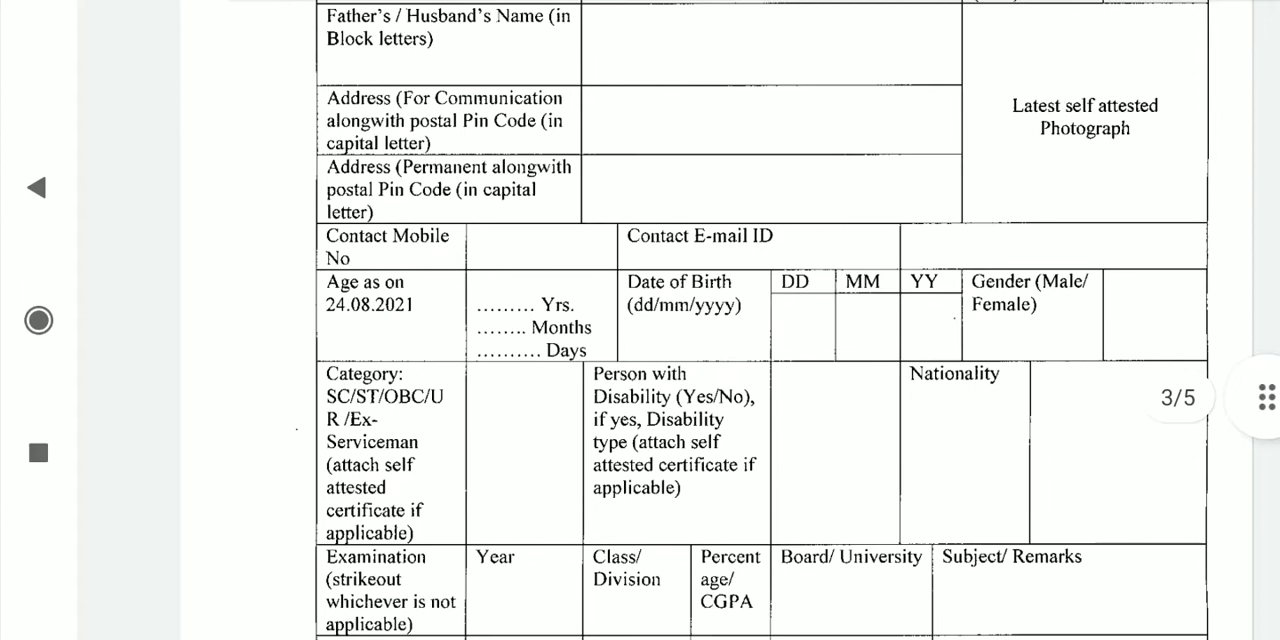 Father's / Husband's Name (in
Block letters)
Address (For Communication
alongwith postal Pin Code (in
capital letter)
Latest self attested
Photograph
Address (Permanent alongwith
postal Pin Code (in capital
letter)
Contact Mobile
No
Contact E-mail ID
Age as on
24.08.2021
......... Yrs.
........ Months
.......... Days
Date of Birth
(dd/mm/yyyy)
DD
MM
YY
Gender (Male/
Female)
Category:
SC/ST/OBC/U
R /Ex-
Serviceman
(attach self
attested
certificate if
applicable)
Person with
Disability (Yes/No),
if yes, Disability
type (attach self
attested certificate if
applicable)
Nationality
3/5
Examination
(strikeout
whichever is not
applicable)
Year
Class/
Division
Percent
age/
CGPA
Board/ University
Subject/ Remarks